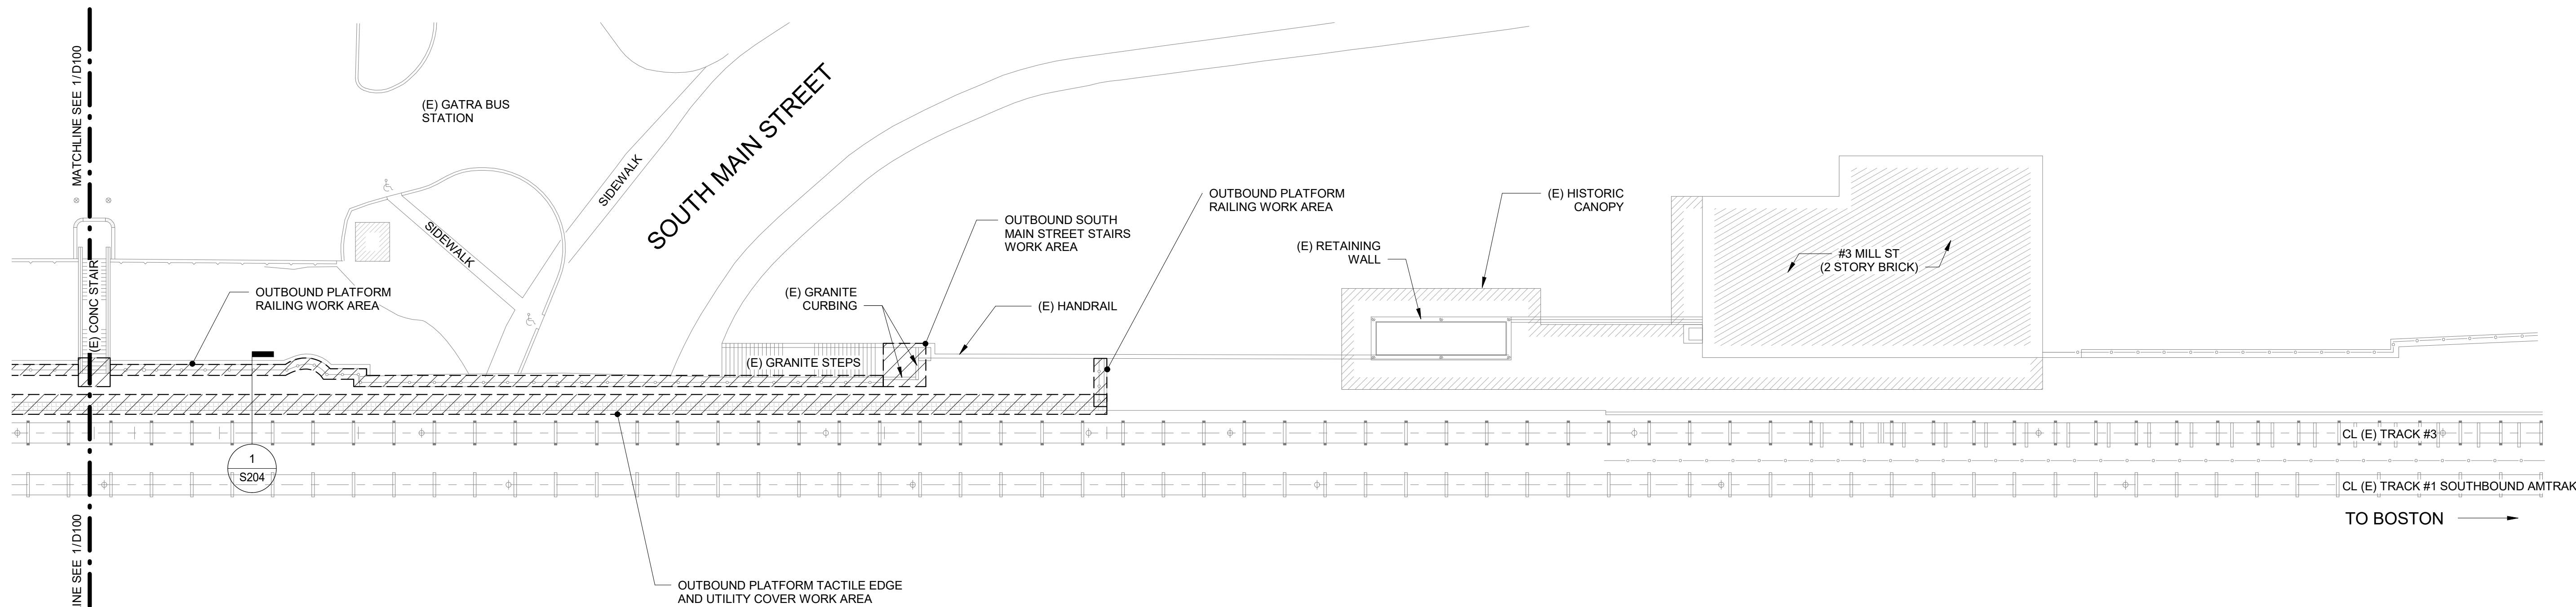 MATCHLINE SEE 1/D100
(E) GATRA BUS
STATION
SOUTH MAIN STREET
SIDEWALK
SIDEWALK
OUTBOUND PLATFORM
RAILING WORK AREA
(E) HISTORIC
CANOPY
OUTBOUND SOUTH
MAIN STREET STAIRS
WORK AREA
(E) RETAINING
WALL
#3 MILL ST
(2 STORY BRICK)
(E) CONC STAIR
OUTBOUND PLATFORM
RAILING WORK AREA
(E) GRANITE
CURBING
(E) HANDRAIL
(E) GRANITE STEPS
CL (E) TRACK #3
1
S204
CL (E) TRACK #1 SOUTHBOUND AMTRAK
TO BOSTON
INE SEE 1/D100
OUTBOUND PLATFORM TACTILE EDGE
AND UTILITY COVER WORK AREA